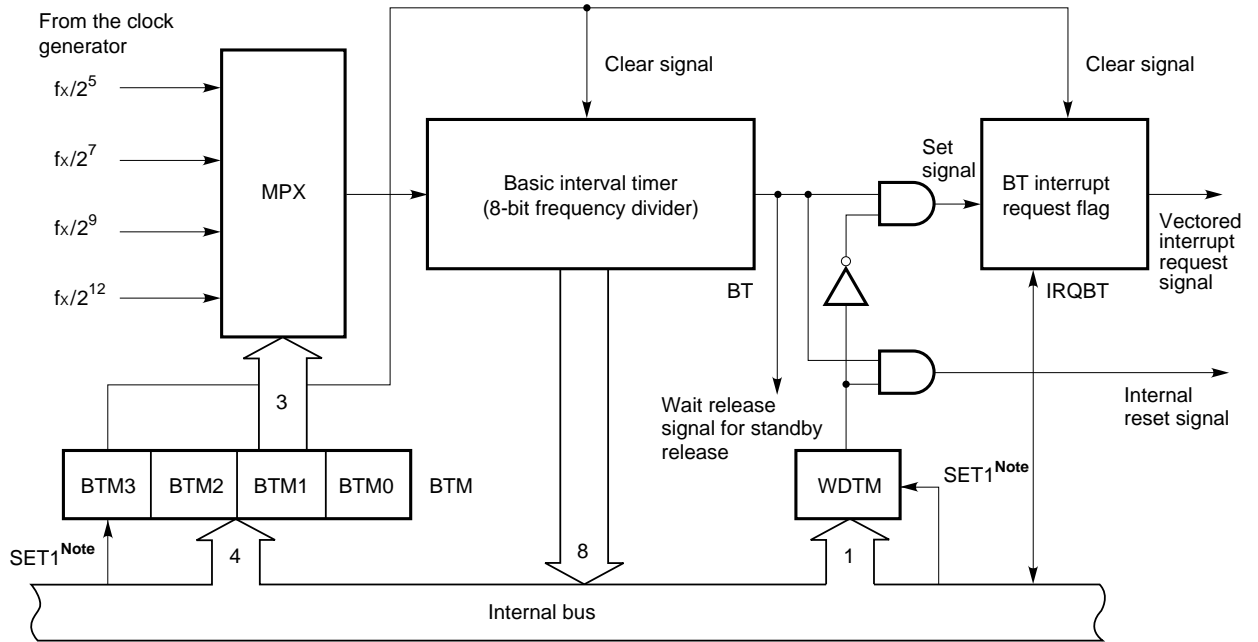 From the clock
generator
fx/2^5
fx/2^7
fx/2^9
fx/2^12
MPX
Clear signal
Clear signal
Basic interval timer
(8-bit frequency divider)
BT
Set
signal
BT interrupt
request flag
IRQBT
Vectored
interrupt
request
signal
Wait release
signal for standby
release
Internal
reset signal
3
BTM3
BTM2
BTM1
BTM0
BTM
WDTM
SET1Note
SET1Note
4
8
1
Internal bus